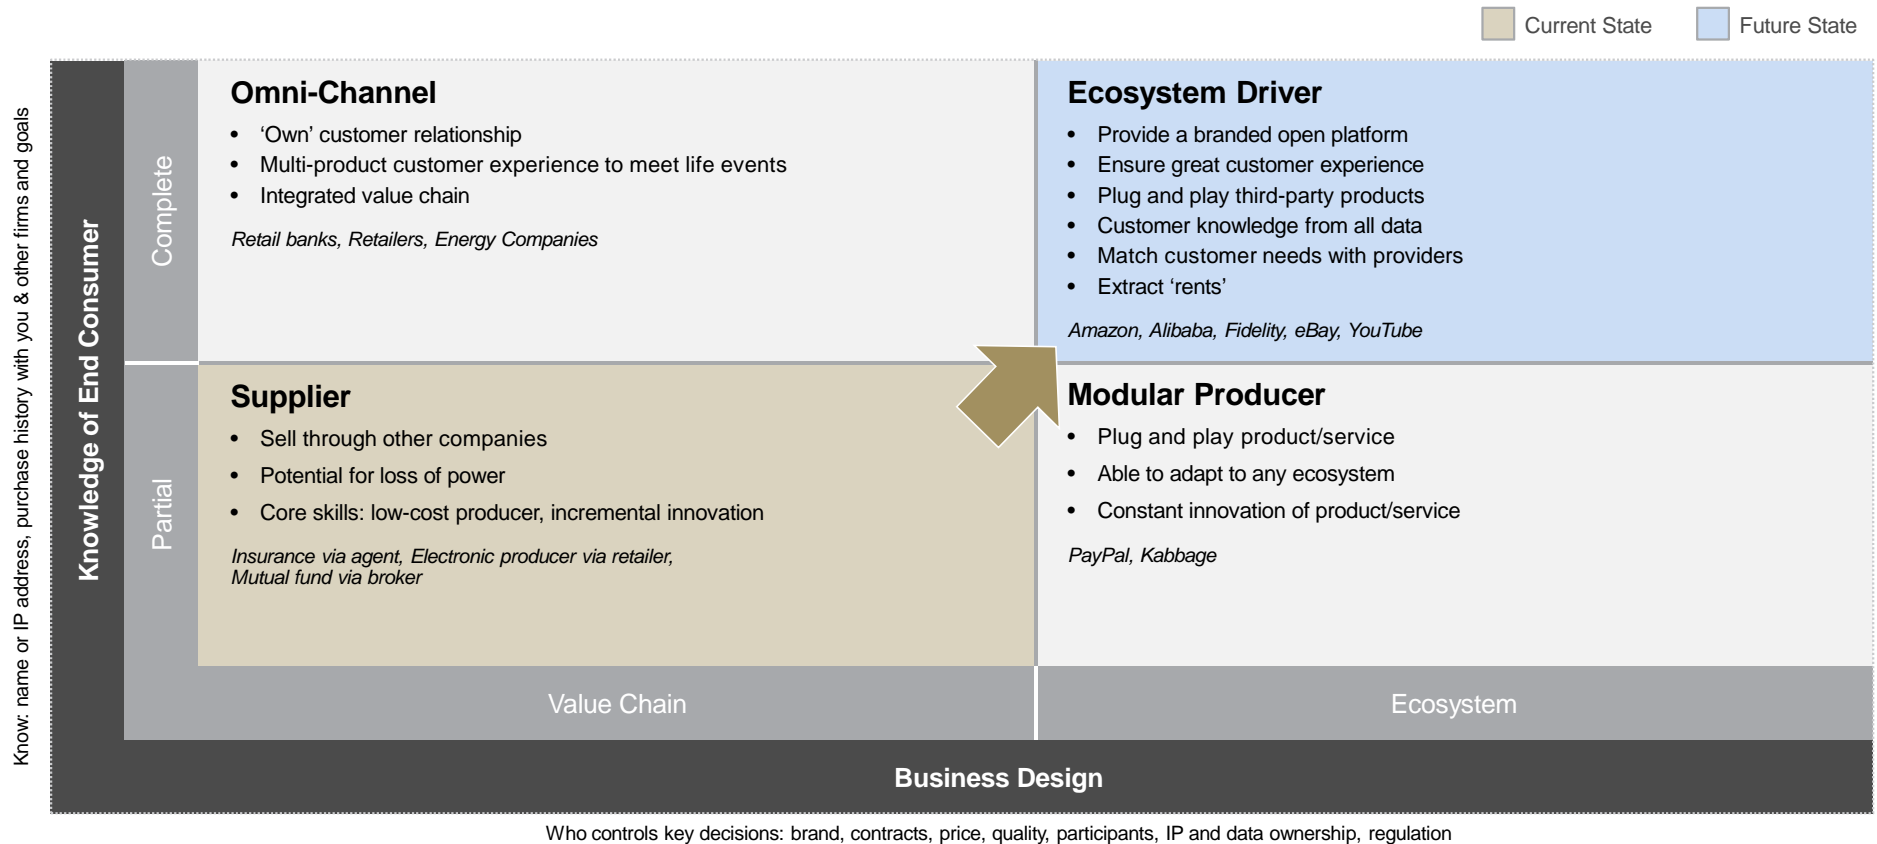 Current State
Future State
Know: name or IP address, purchase history with you & other firms and goals
Knowledge of End Consumer
Complete
Omni-Channel
• ‘Own’ customer relationship
• Multi-product customer experience to meet life events
• Integrated value chain
Retail banks, Retailers, Energy Companies
Ecosystem Driver
• Provide a branded open platform
• Ensure great customer experience
• Plug and play third-party products
• Customer knowledge from all data
• Match customer needs with providers
• Extract ‘rents’
Amazon, Alibaba, Fidelity, eBay, YouTube
Partial
Supplier
• Sell through other companies
• Potential for loss of power
• Core skills: low-cost producer, incremental innovation
Insurance via agent, Electronic producer via retailer,
Mutual fund via broker
Modular Producer
• Plug and play product/service
• Able to adapt to any ecosystem
• Constant innovation of product/service
PayPal, Kabbage
Value Chain
Ecosystem
Business Design
Who controls key decisions: brand, contracts, price, quality, participants, IP and data ownership, regulation